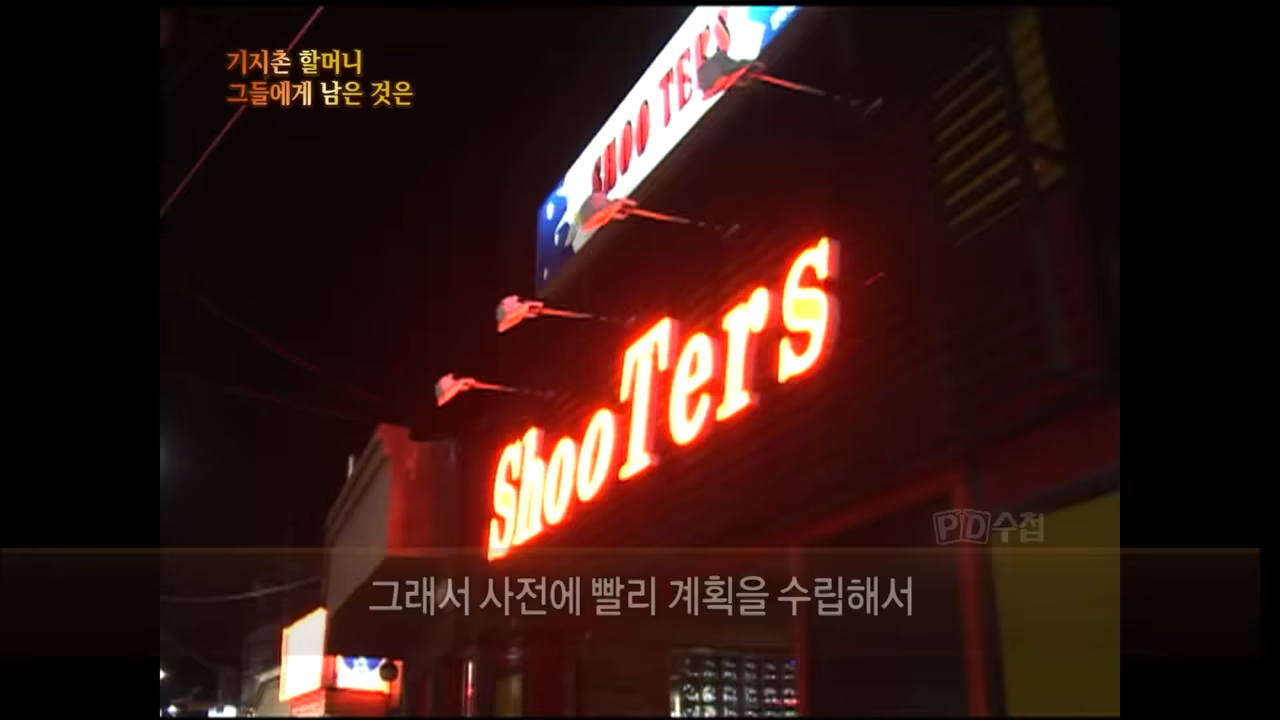 기지촌 할머니
그들에게 남은 것은
SHOOTERS
ShooTers
PD수첩
그래서 사전에 빨리 계획을 수립해서